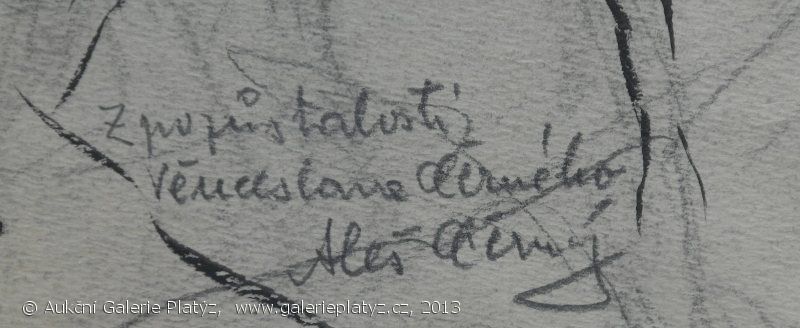 Z pozůstalosti
Věnceslava Černého
Aleš Černý
© Aukční Galerie Platýz, www.galerieplatyz.cz, 2013